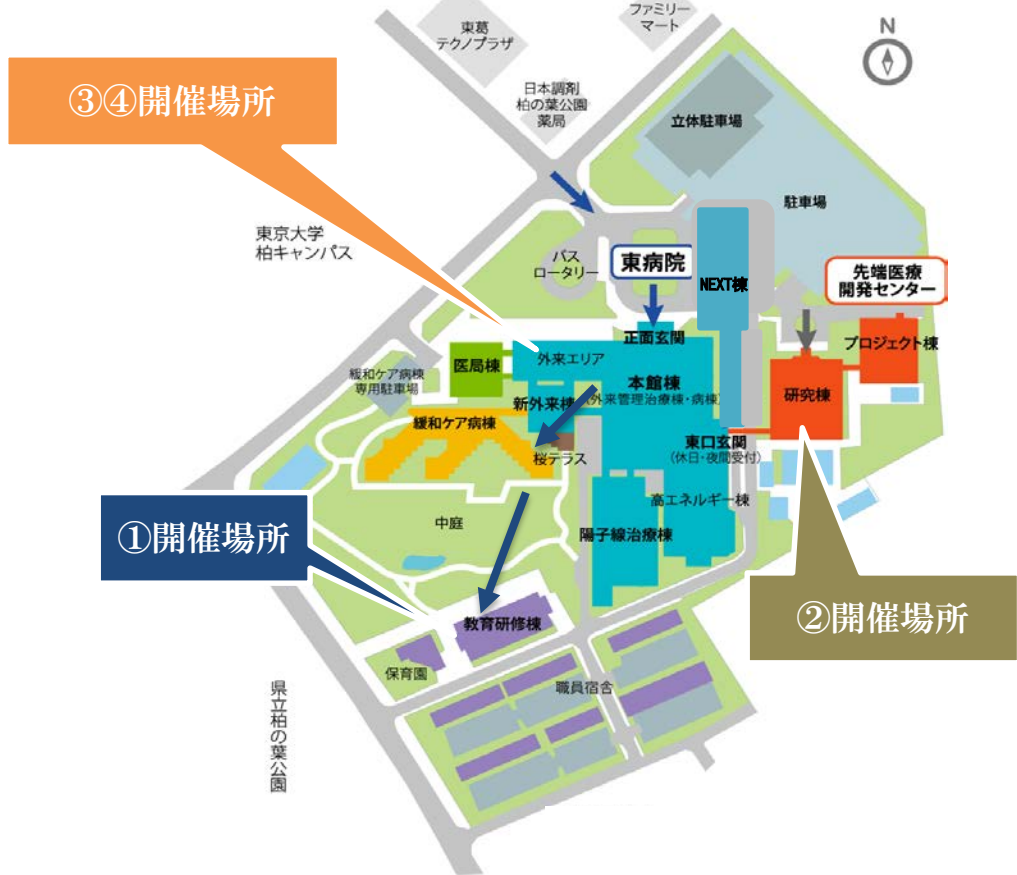 東葛
テクノプラザ
ファミリー
マート
N
③④開催場所
日本調剤
柏の葉公園
薬局
立体駐車場
駐車場
東京大学
柏キャンパス
バス
ロータリー
東病院
NEXT棟
先端医療
開発センター
正面玄関
プロジェクト棟
医局棟
外来エリア
緩和ケア病棟
専用駐車場
本館棟
(外来管理治療棟・病棟)
新外来棟
研究棟
緩和ケア病棟
東口玄関
(休日・夜間受付)
桜テラス
高エネルギー棟
中庭
①開催場所
陽子線治療棟
②開催場所
教育研修棟
保育園
職員宿舎
県立柏の葉公園